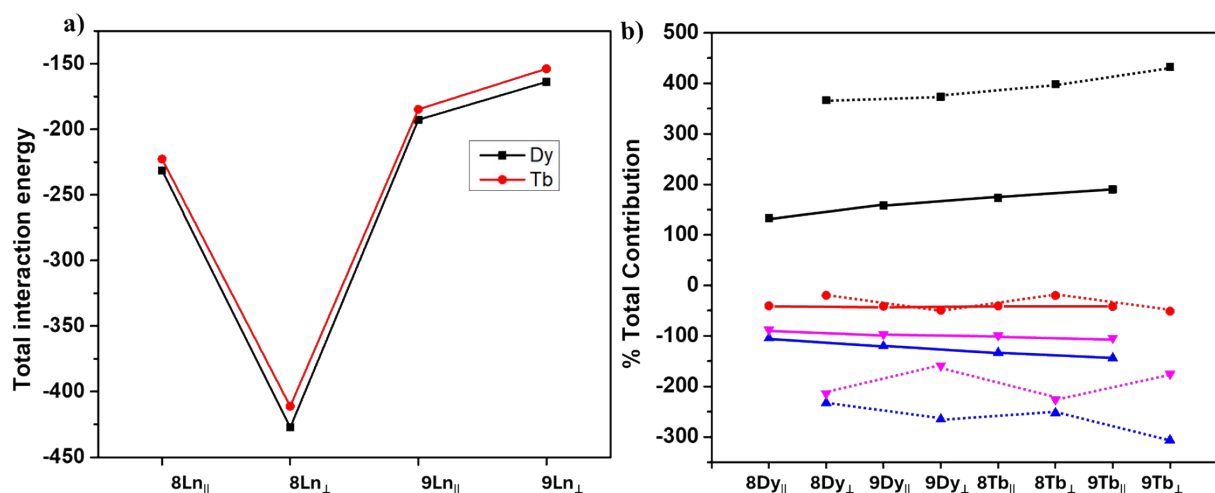 a)
Total interaction energy
-150
-200
-250
-300
-350
-400
-450
Dy
Tb
8Ln||
8Ln⊥
9Ln||
9Ln⊥
b)
% Total Contribution
500
400
300
200
100
0
-100
-200
-300
8Dy||
8Dy⊥
9Dy||
9Dy⊥
8Tb||
8Tb⊥
9Tb||
9Tb⊥